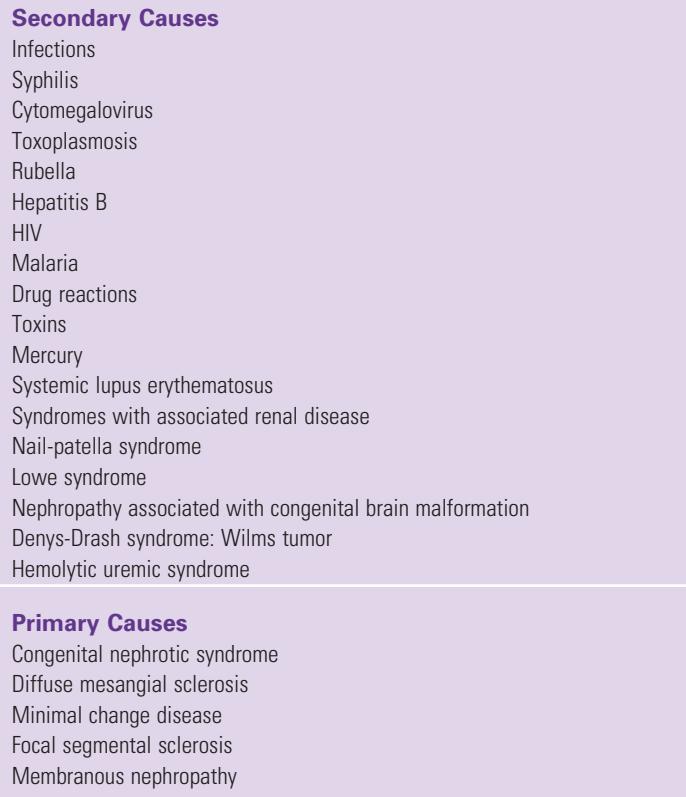 Secondary Causes
Infections
Syphilis
Cytomegalovirus
Toxoplasmosis
Rubella
Hepatitis B
HIV
Malaria
Drug reactions
Toxins
Mercury
Systemic lupus erythematosus
Syndromes with associated renal disease
Nail-patella syndrome
Lowe syndrome
Nephropathy associated with congenital brain malformation
Denys-Drash syndrome: Wilms tumor
Hemolytic uremic syndrome
Primary Causes
Congenital nephrotic syndrome
Diffuse mesangial sclerosis
Minimal change disease
Focal segmental sclerosis
Membranous nephropathy